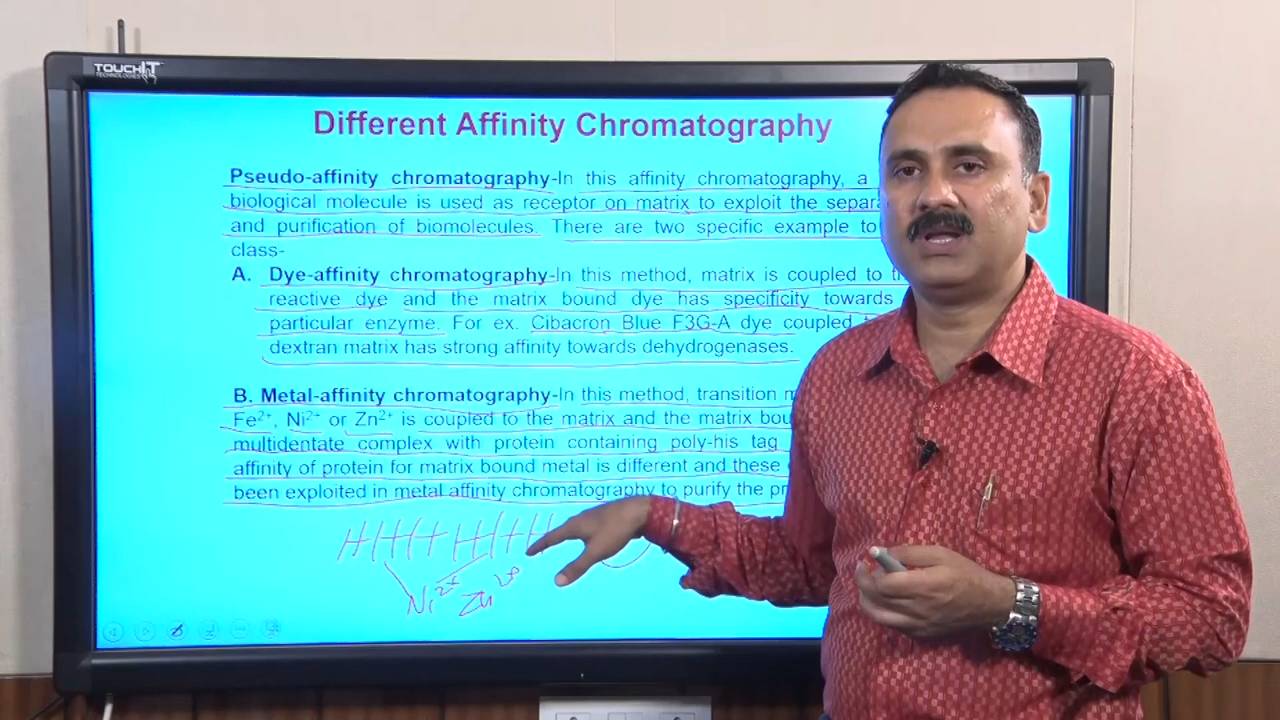 TOUCHIT
TECHNOLOGIES
Different Affinity Chromatography
Pseudo-affinity chromatography-In this affinity chromatography, a
biological molecule is used as receptor on matrix to exploit the
and purification of biomolecules. There are two specific example to
class-
A. Dye-affinity chromatography-In this method, matrix is coupled to
reactive dye and the matrix bound dye has specificity towards
particular enzyme. For ex. Cibacron Blue F3G-A dye coupled
dextran matrix has strong affinity towards dehydrogenases.
B. Metal-affinity chromatography-In this method, transition
Fe2+, Ni2+ or Zn2+ is coupled to the matrix and the matrix
multidentate complex with protein containing poly-his tag
affinity of protein for matrix bound metal is different and these
been exploited in metal affinity chromatography to purify the
HHHHHHH
Ni2+ Zn2+